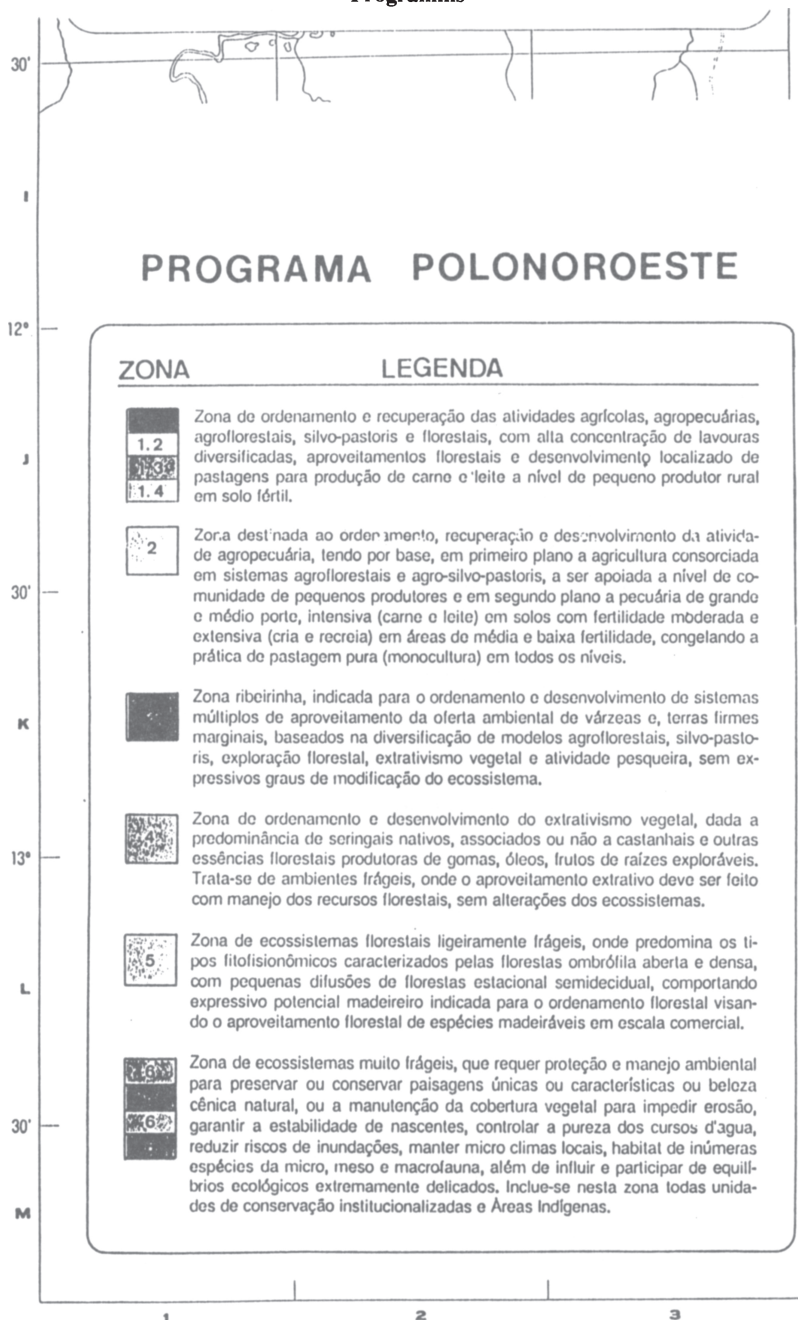 30'
I
PROGRAMA POLONOROESTE
12°
ZONA LEGENDA
1.2
1.3
1.4
Zona de ordenamento e recuperação das atividades agrícolas, agropecuárias,
agroflorestais, silvo-pastoris e florestais, com alta concentração de lavouras
diversificadas, aproveitamentos florestais e desenvolvimento localizado de
pastagens para produção de carne e leite a nível de pequeno produtor rural
em solo fértil.
J
2
Zona destinada ao ordenamento, recuperação e desenvolvimento da ativida-
de agropecuária, tendo por base, em primeiro plano a agricultura consorciada
em sistemas agroflorestais e agro-silvo-pastoris, a ser apoiada a nível de co-
munidade de pequenos produtores e em segundo plano a pecuária de grande
e médio porte, intensiva (carne e leite) em solos com fertilidade moderada e
extensiva (cria e recreia) em áreas de média e baixa fertilidade, congelando a
prática de pastagem pura (monocultura) em todos os níveis.
30'
Zona ribeirinha, indicada para o ordenamento e desenvolvimento de sistemas
múltiplos de aproveitamento da oferta ambiental de várzeas e, terras firmes
marginais, baseados na diversificação de modelos agroflorestais, silvo-pasto-
ris, exploração florestal, extrativismo vegetal e atividade pesqueira, sem ex-
pressivos graus de modificação do ecossistema.
K
4
Zona de ordenamento e desenvolvimento do extrativismo vegetal, dada a
predominância de seringais nativos, associados ou não a castanhais e outras
essências florestais produtoras de gomas, óleos, frutos de raízes exploráveis.
Trata-se de ambientes frágeis, onde o aproveitamento extrativo deve ser feito
com manejo dos recursos florestais, sem alterações dos ecossistemas.
13°
5
Zona de ecossistemas florestais ligeiramente frágeis, onde predomina os ti-
pos fitofisionômicos caracterizados pelas florestas ombrófila aberta e densa,
com pequenas difusões de florestas estacional semidecidual, comportando
expressivo potencial madeireiro indicada para o ordenamento florestal visan-
do o aproveitamento florestal de espécies madeiráveis em escala comercial.
L
6
6
Zona de ecossistemas muito frágeis, que requer proteção e manejo ambiental
para preservar ou conservar paisagens únicas ou características ou beleza
cênica natural, ou a manutenção da cobertura vegetal para impedir erosão,
garantir a estabilidade de nascentes, controlar a pureza dos cursos d'agua,
reduzir riscos de inundações, manter micro climas locais, habitat de inúmeras
espécies da micro, meso e macrofauna, além de influir e participar de equilí-
brios ecológicos extremamente delicados. Inclue-se nesta zona todas unida-
des de conservação institucionalizadas e Áreas Indígenas.
30'
M
1 2 3